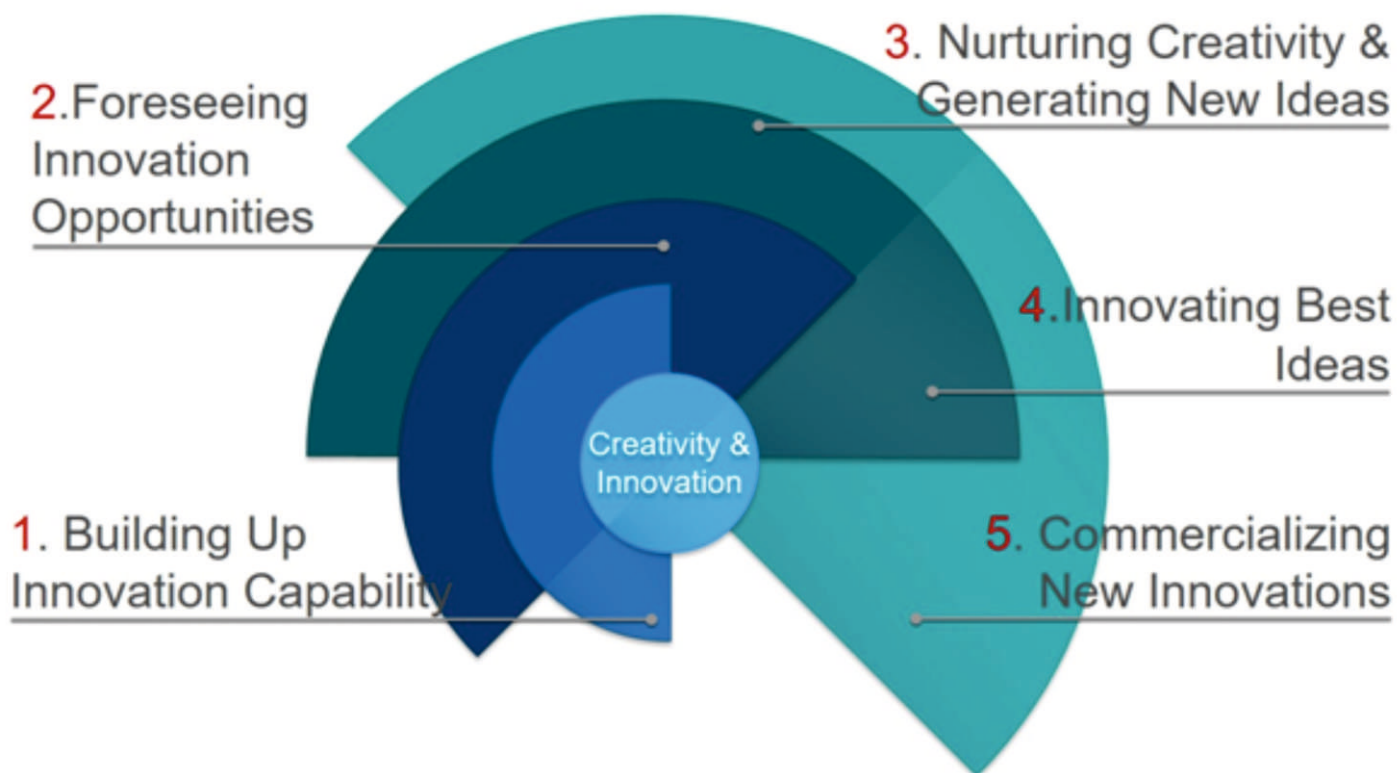 2.Foreseeing
Innovation
Opportunities
3. Nurturing Creativity &
Generating New Ideas
4.Innovating Best
Ideas
Creativity &
Innovation
1. Building Up
Innovation Capability
5. Commercializing
New Innovations